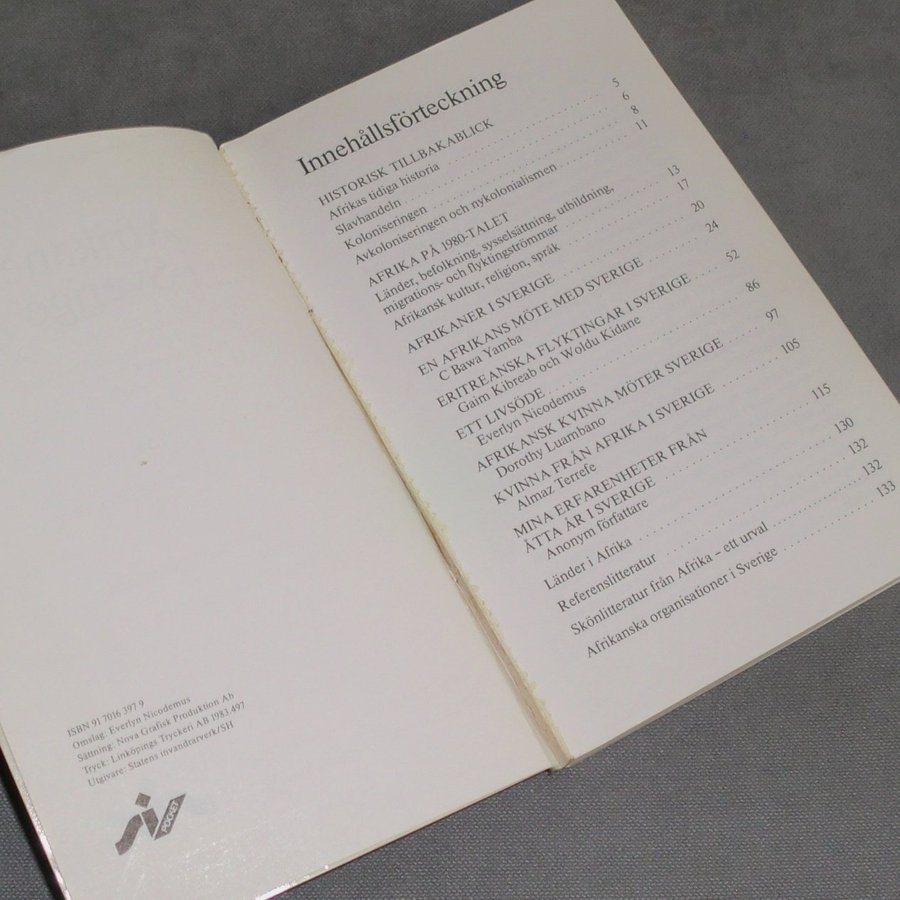 ISBN 91 7016 397 9
Omslag: Everlyn Nicodemus
Sättning: Nova Grafisk Produktion Ab
Tryck: Linköpings Tryckeri AB 1983.497
Utgivare: Statens invandrarverk/SH
SIV
POCKET
Innehållsförteckning
HISTORISK TILLBAKABLICK
Afrikas tidiga historia 5
Slavhandeln 6
Koloniseringen 8
Avkoloniseringen och nykolonialismen 11
AFRIKA PÅ 1980-TALET
Länder, befolkning, sysselsättning, utbildning,
migrations- och flyktingströmmar 13
Afrikansk kultur, religion, språk 17
AFRIKANER I SVERIGE 20
EN AFRIKANS MÖTE MED SVERIGE 24
C Bawa Yamba
ERITREANSKA FLYKTINGAR I SVERIGE 52
Gaim Kibreab och Woldu Kidane
ETT LIVSÖDE 86
Everlyn Nicodemus
AFRIKANSK KVINNA MÖTER SVERIGE 97
Dorothy Luambano
KVINNA FRÅN AFRIKA I SVERIGE 105
Almaz Terrefe
MINA ERFARENHETER FRÅN
ÅTTA ÅR I SVERIGE 115
Anonym författare
Länder i Afrika 130
Referenslitteratur 132
Skönlitteratur från Afrika – ett urval 132
Afrikanska organisationer i Sverige 133